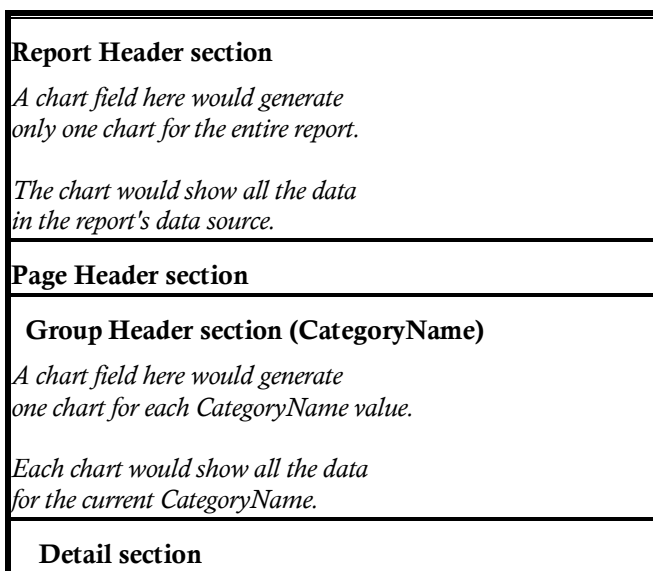 Report Header section
A chart field here would generate
only one chart for the entire report.
The chart would show all the data
in the report's data source.
Page Header section
Group Header section (CategoryName)
A chart field here would generate
one chart for each CategoryName value.
Each chart would show all the data
for the current CategoryName.
Detail section